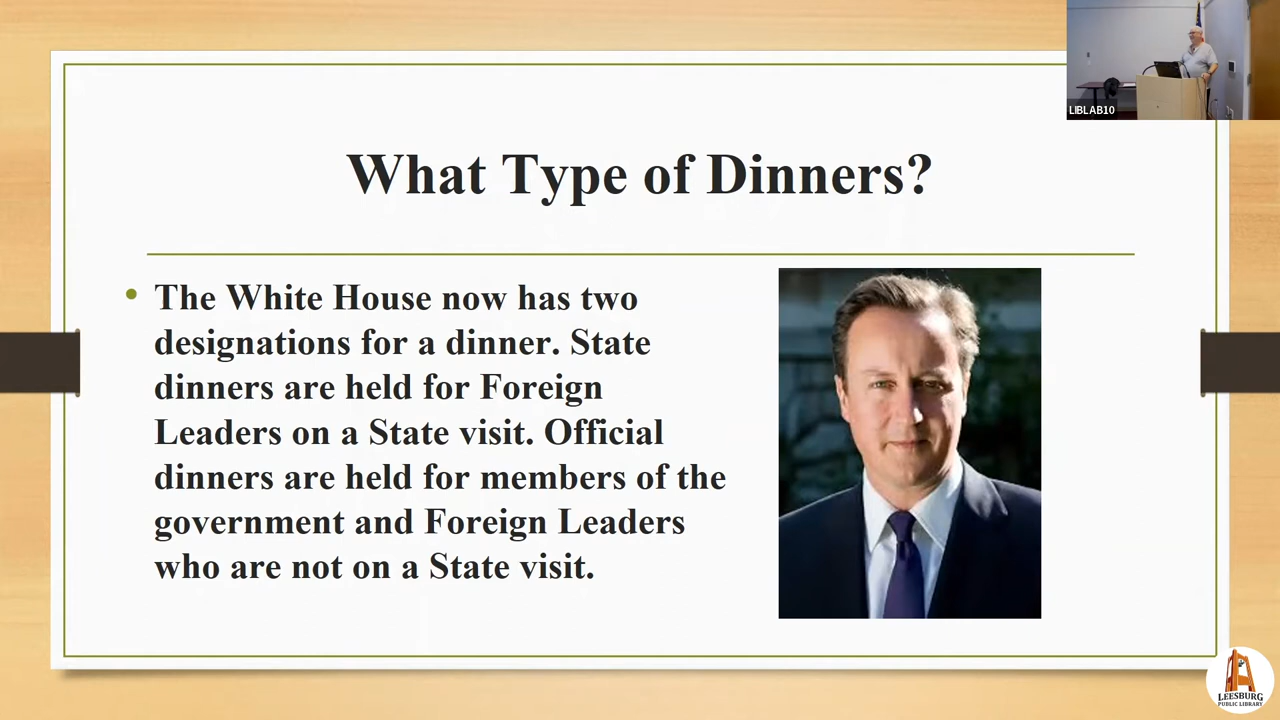 LIBLAB10
What Type of Dinners?
• The White House now has two
designations for a dinner. State
dinners are held for Foreign
Leaders on a State visit. Official
dinners are held for members of the
government and Foreign Leaders
who are not on a State visit.
LEESBURG
PUBLIC LIBRARY